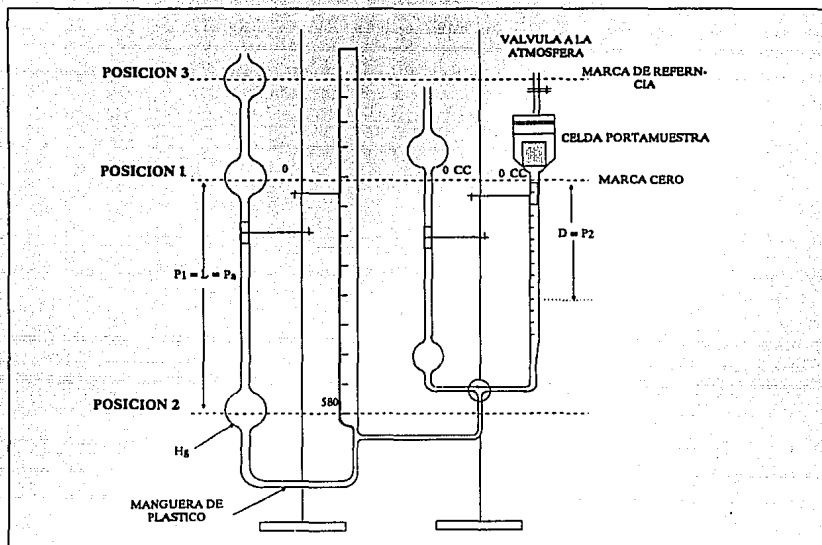 VALVULA A LA
ATMOSFERA
POSICION 3
MARCA DE REFERN-
CIA
CELDA PORTAMUESTRA
POSICION 1
0
0 CC
0 CC
MARCA CERO
P1 = L = Pa
D = P2
POSICION 2
580
Hg
MANGUERA DE
PLASTICO